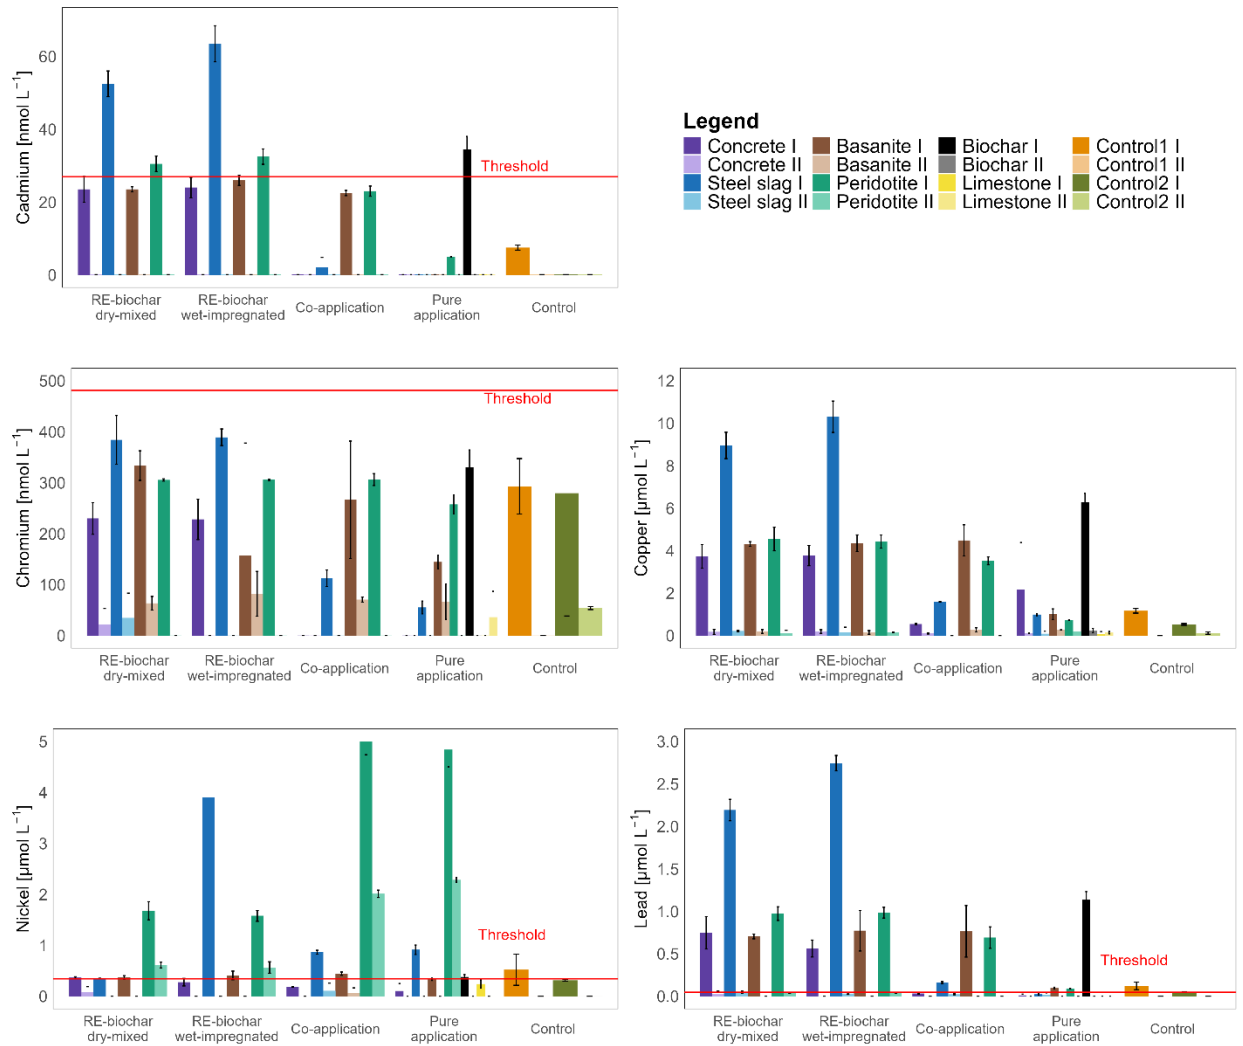 Cadmium [nmol L⁻¹]
60
40
20
0
Threshold
RE-biochar
dry-mixed
RE-biochar
wet-impregnated
Co-application
Pure
application
Control
Legend
Concrete I
Concrete II
Steel slag I
Steel slag II
Basanite I
Basanite II
Peridotite I
Peridotite II
Biochar I
Biochar II
Limestone I
Limestone II
Control1 I
Control1 II
Control2 I
Control2 II
Chromium [nmol L⁻¹]
500
400
300
200
100
0
Threshold
RE-biochar
dry-mixed
RE-biochar
wet-impregnated
Co-application
Pure
application
Control
Copper [µmol L⁻¹]
12
10
8
6
4
2
0
RE-biochar
dry-mixed
RE-biochar
wet-impregnated
Co-application
Pure
application
Control
Nickel [µmol L⁻¹]
5
4
3
2
1
0
Threshold
RE-biochar
dry-mixed
RE-biochar
wet-impregnated
Co-application
Pure
application
Control
Lead [µmol L⁻¹]
3.0
2.5
2.0
1.5
1.0
0.5
0.0
Threshold
RE-biochar
dry-mixed
RE-biochar
wet-impregnated
Co-application
Pure
application
Control